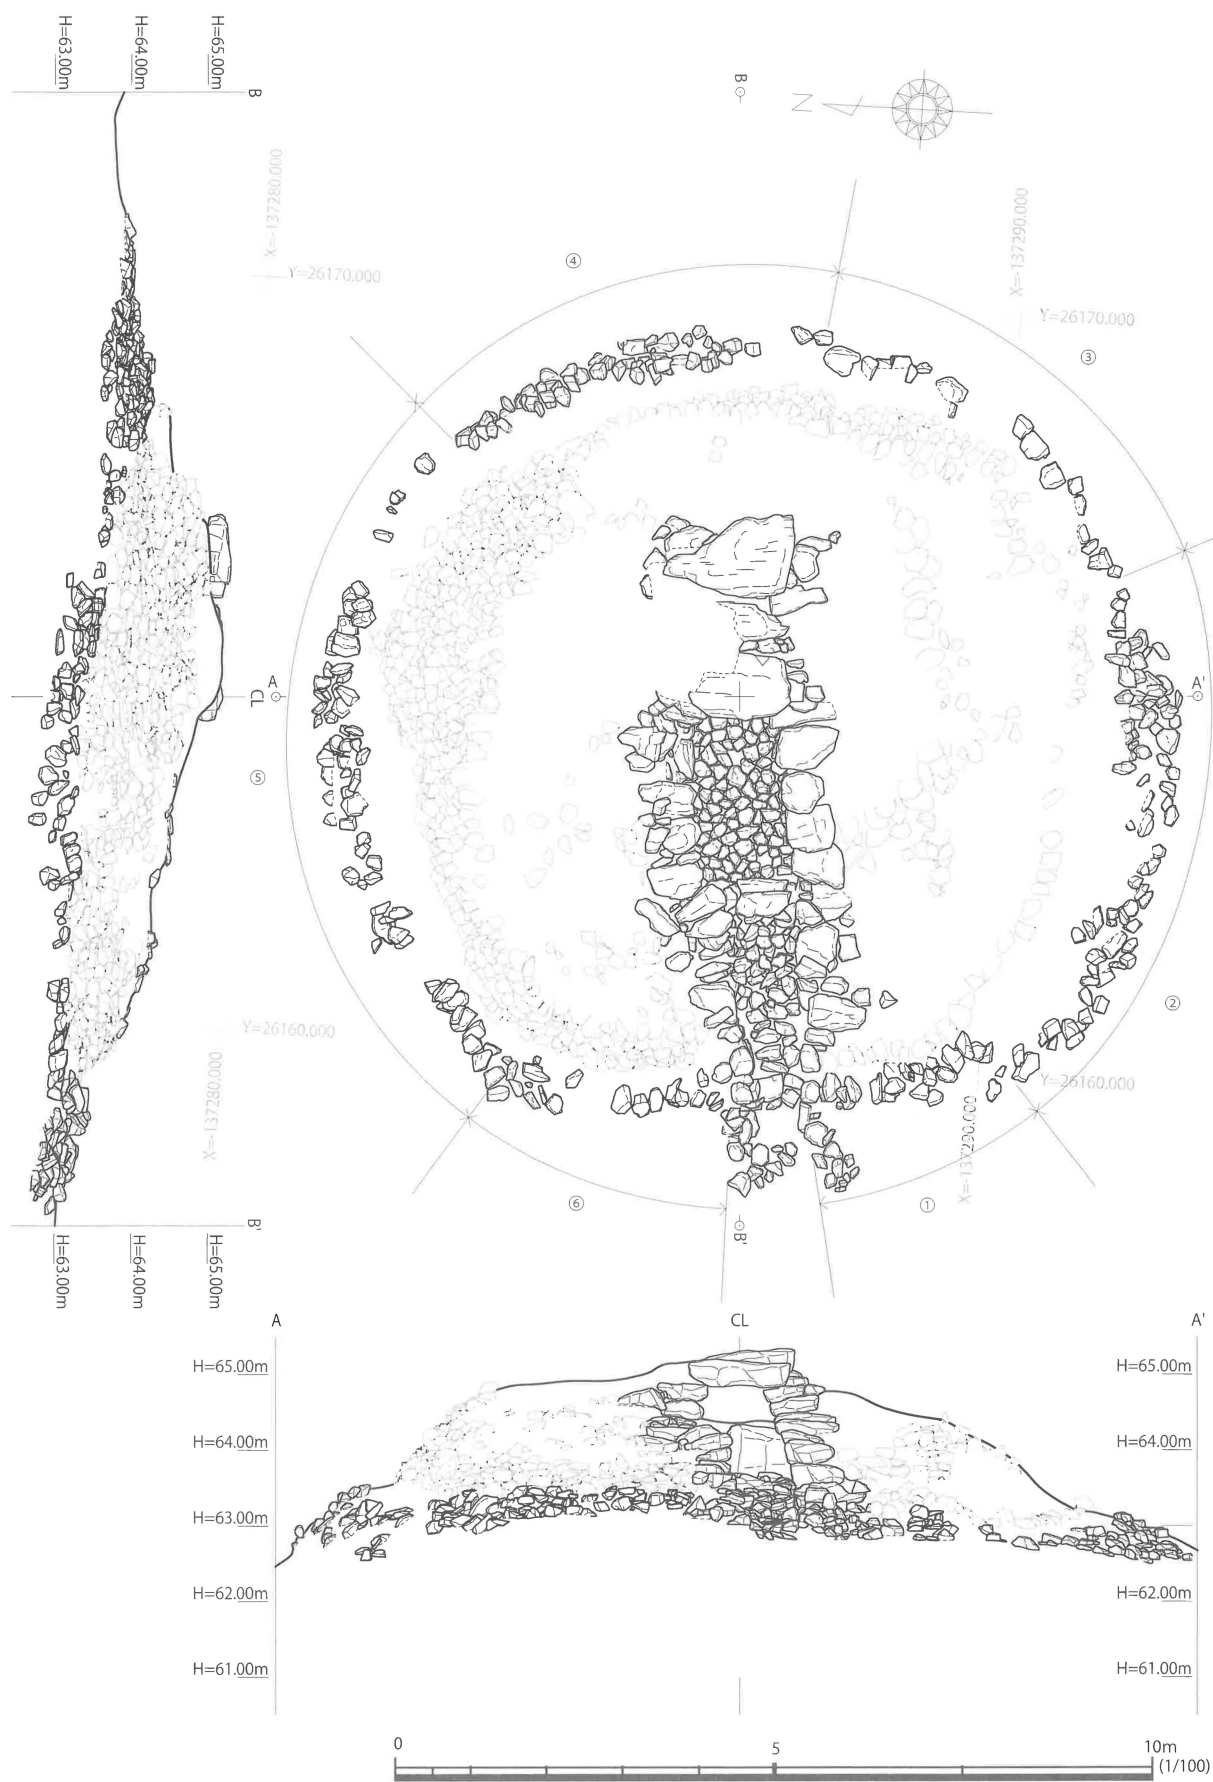 H=63.00m
H=64.00m
H=65.00m
B
B
N
X=-137280.000
Y=26170.000
X=-137290.000
Y=26170.000
④
③
A
CL
A'
⑤
②
Y=26160.000
X=-137280.000
Y=26160.000
X=-137290.000
⑥
①
B'
B'
H=63.00m
H=64.00m
H=65.00m
A
CL
A'
H=65.00m
H=65.00m
H=64.00m
H=64.00m
H=63.00m
H=63.00m
H=62.00m
H=62.00m
H=61.00m
H=61.00m
0
5
10m
(1/100)